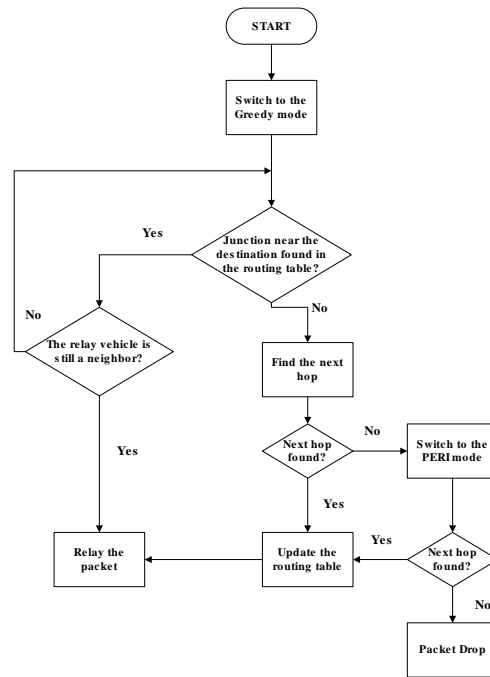 START
Switch to the
Greedy mode
Yes
Junction near the
destination found in
the routing table?
No
No
The relay vehicle is
still a neighbor?
Find the next
hop
Next hop
found?
No
Switch to the
PERI mode
Yes
Yes
Relay the
packet
Update the
routing table
Yes
Next hop
found?
No
Packet Drop